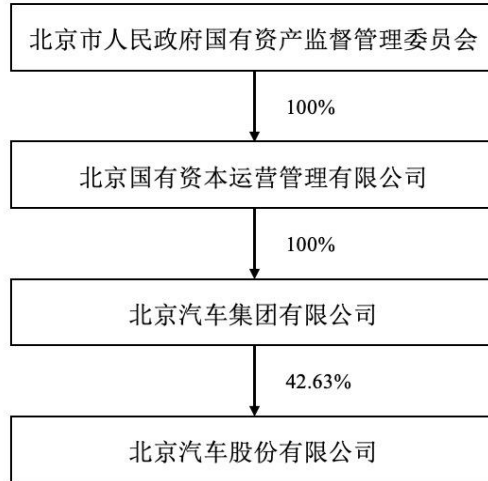 北京市人民政府国有资产监督管理委员会
100%
北京国有资本运营管理有限公司
100%
北京汽车集团有限公司
42.63%
北京汽车股份有限公司